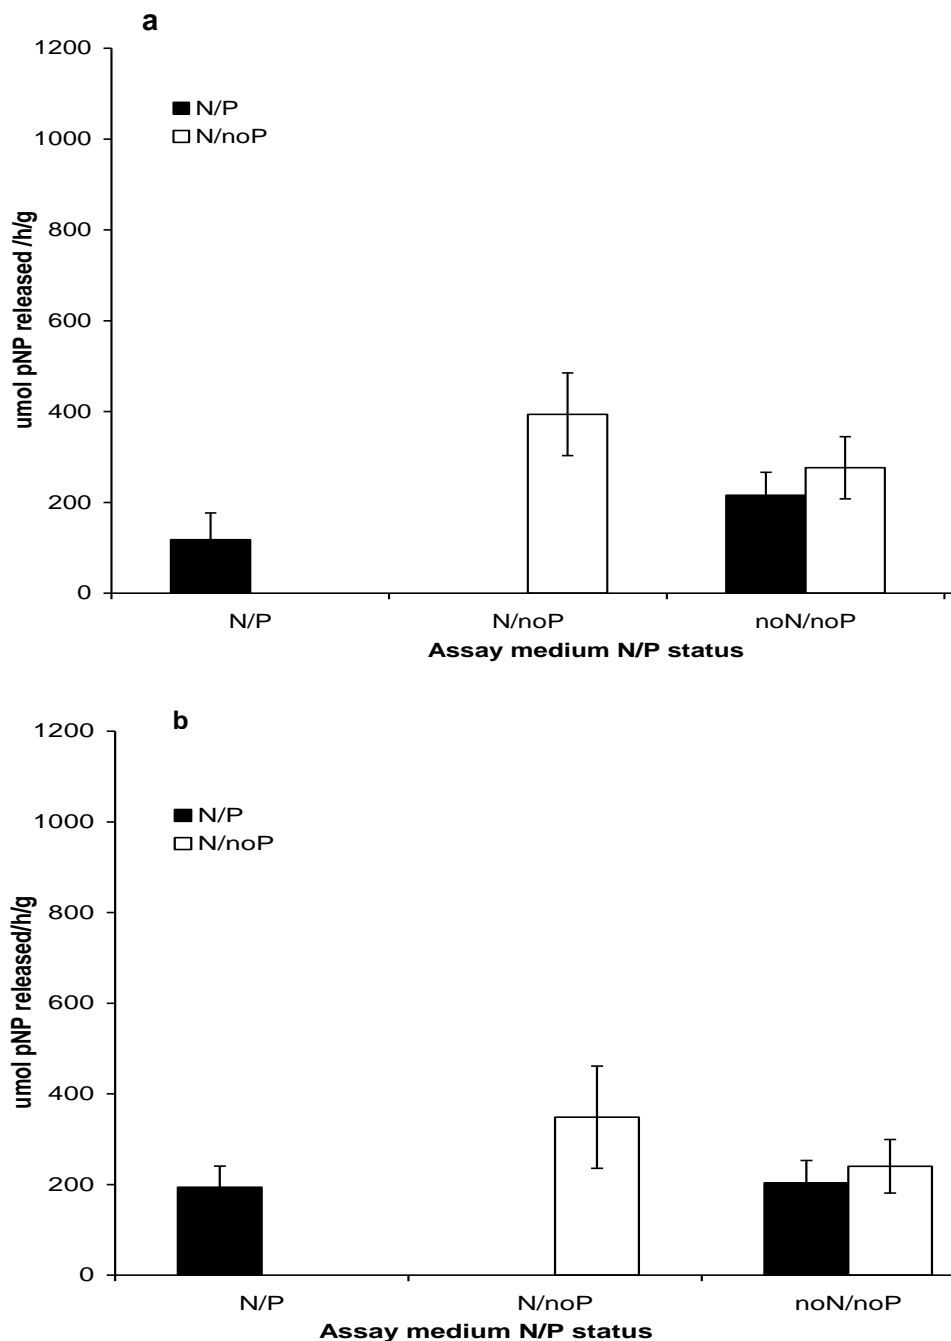 a
1200
N/P
N/noP
1000
800
600
400
200
0
umol pNP released /h/g
N/P N/noP noN/noP
Assay medium N/P status
b
1200
N/P
N/noP
1000
800
600
400
200
0
umol pNP released/h/g
N/P N/noP noN/noP
Assay medium N/P status